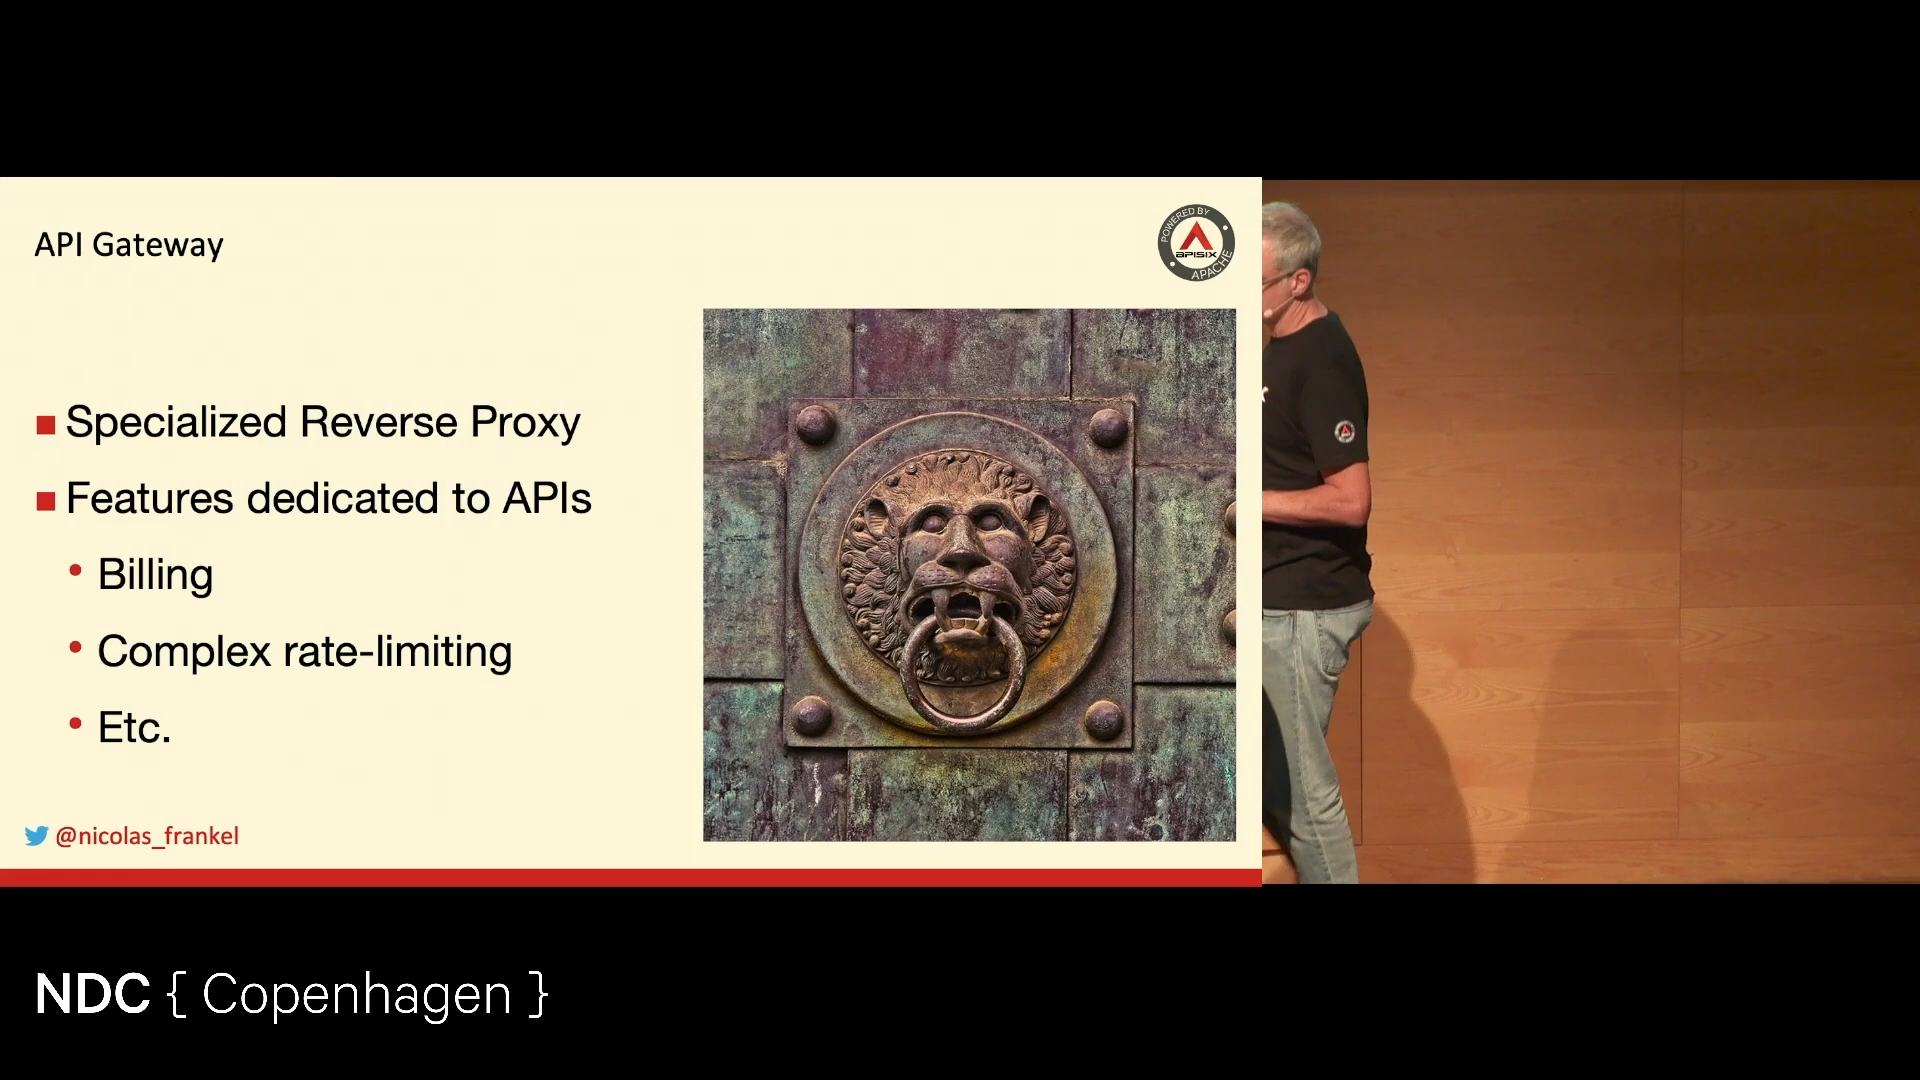 API Gateway
POWERED BY
APISIX
APACHE
Specialized Reverse Proxy
Features dedicated to APIs
Billing
Complex rate-limiting
Etc.
@nicolas_frankel
NDC { Copenhagen }